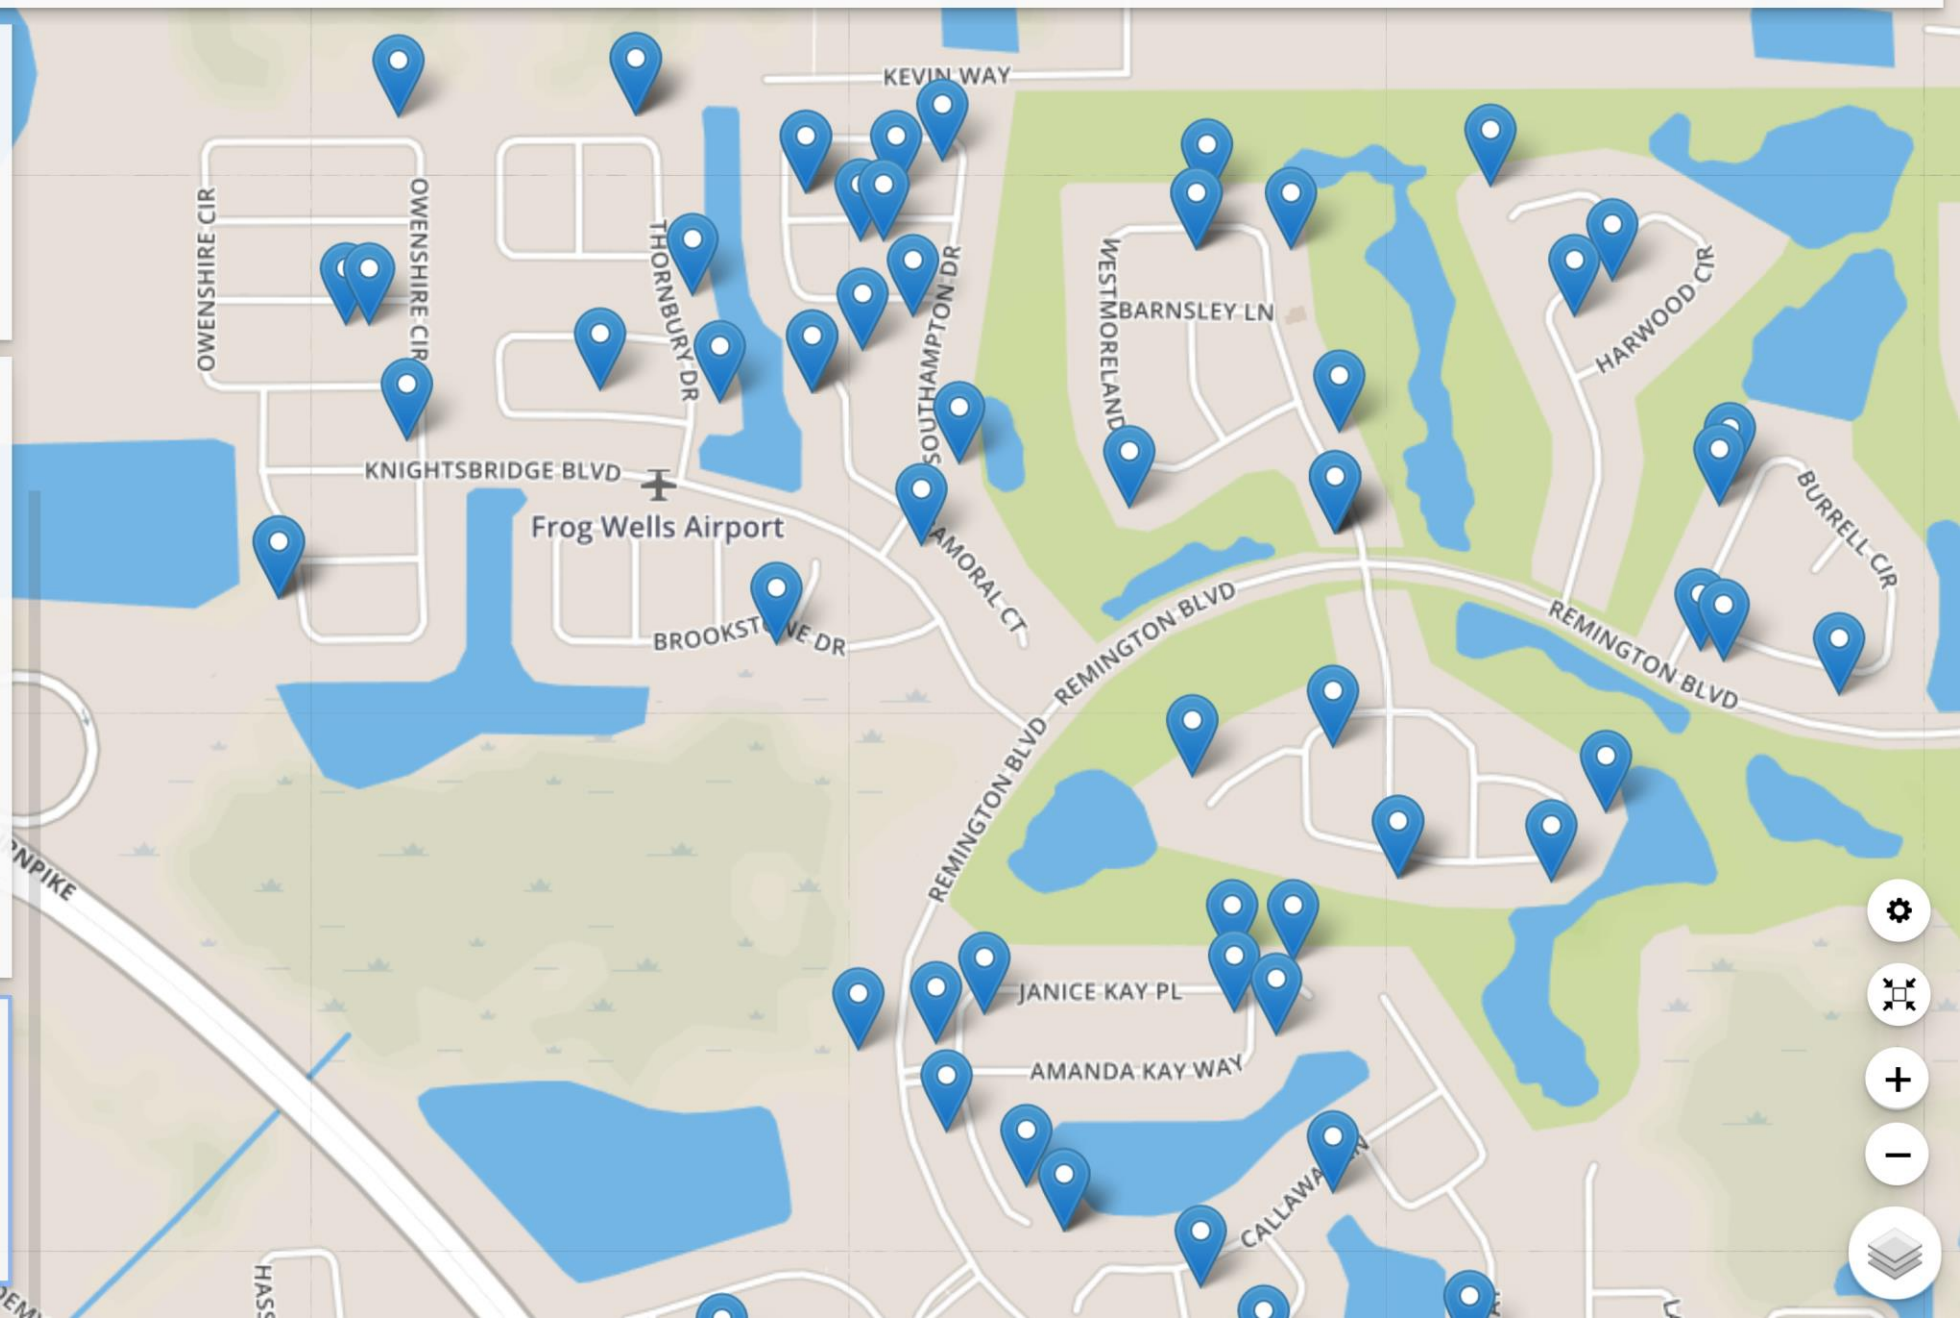 KEVIN WAY
OWENSHIRE CIR
OWENSHIRE CIR
THORNBURY DR
SOUTHAMPTON DR
WESTMORELAND
BARNSLEY LN
HARWOOD CIR
KNIGHTSBRIDGE BLVD
Frog Wells Airport
BURRELL CIR
AMORAL CT
BROOKSTONE DR
REMINGTON BLVD
REMINGTON BLVD
REMINGTON BLVD
RNPIKE
JANICE KAY PL
AMANDA KAY WAY
CALLAWA
HASS
DEMY